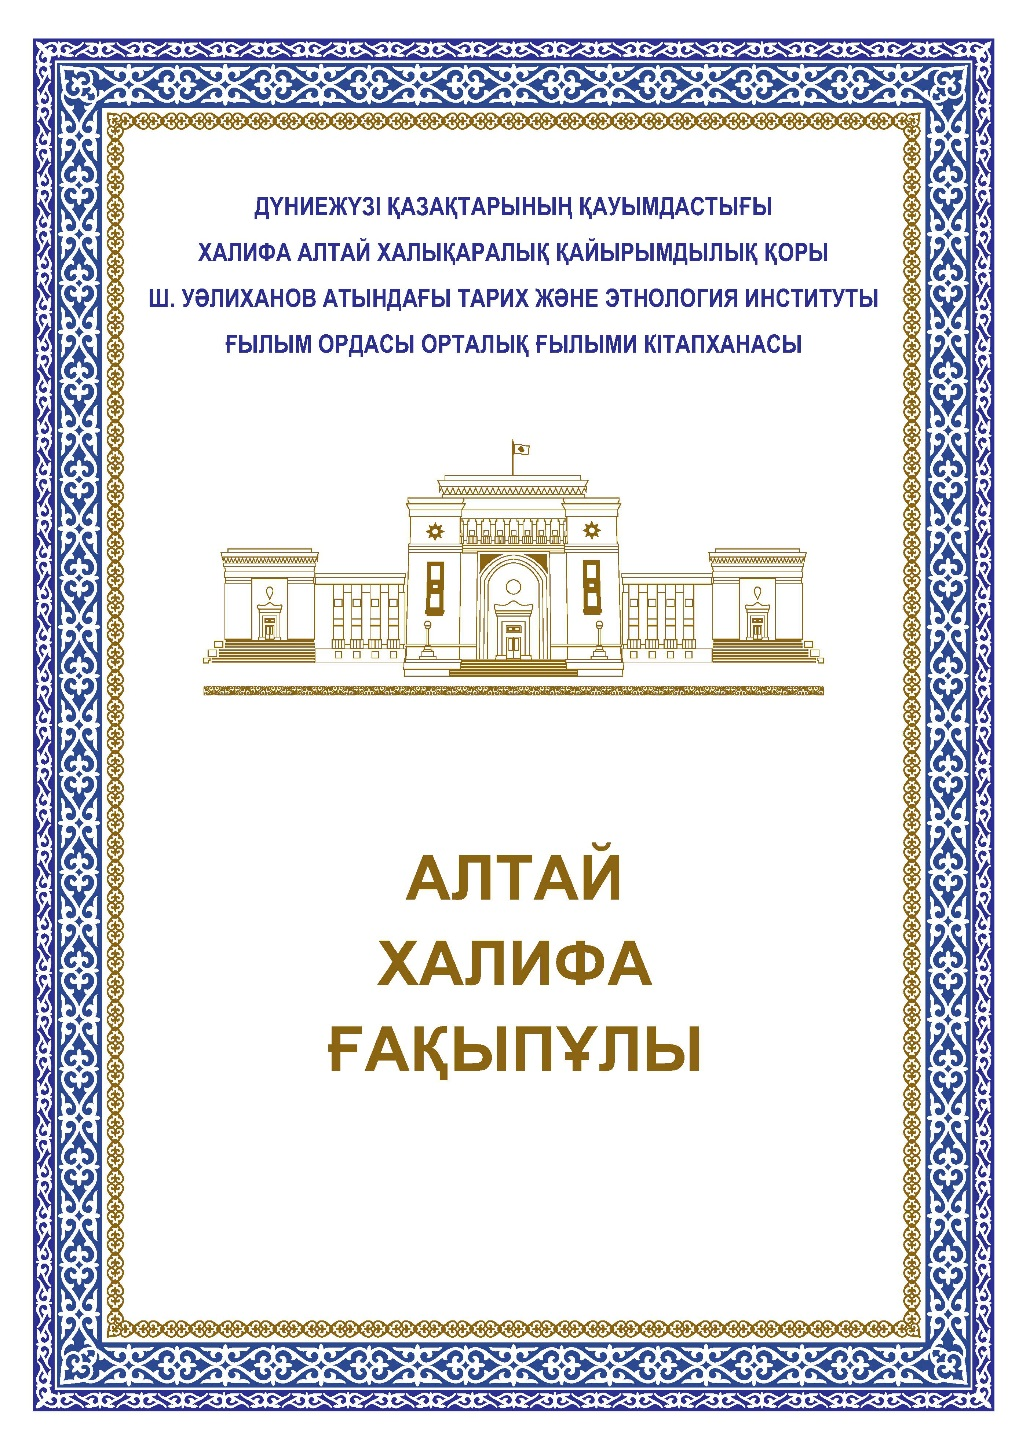 ДҮНИЕЖҮЗІ ҚАЗАҚТАРЫНЫҢ ҚАУЫМДАСТЫҒЫ
ХАЛИФА АЛТАЙ ХАЛЫҚАРАЛЫҚ ҚАЙЫРЫМДЫЛЫҚ ҚОРЫ
Ш. УӘЛИХАНОВ АТЫНДАҒЫ ТАРИХ ЖӘНЕ ЭТНОЛОГИЯ ИНСТИТУТЫ
ҒЫЛЫМ ОРДАСЫ ОРТАЛЫҚ ҒЫЛЫМИ КІТАПХАНАСЫ
АЛТАЙ
ХАЛИФА
ҒАҚЫПҰЛЫ